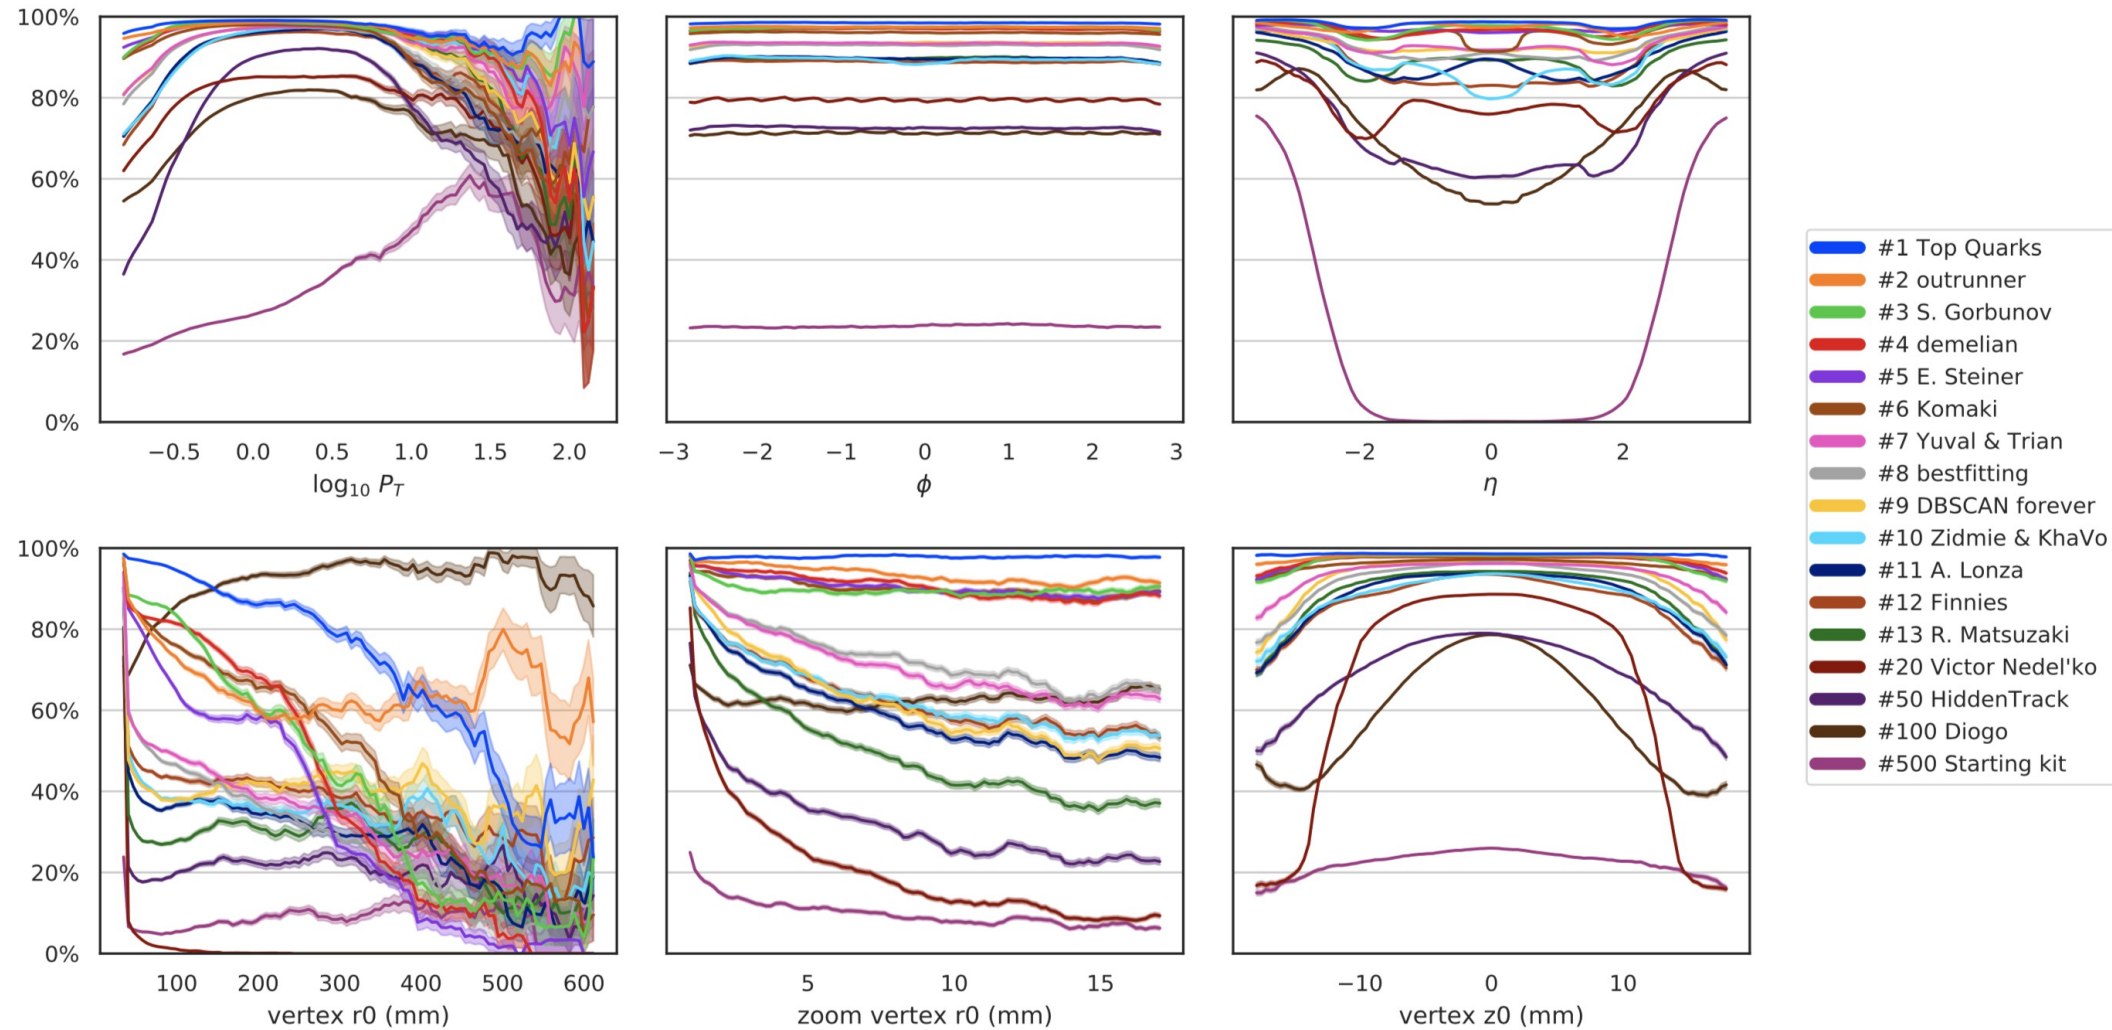 100%
80%
60%
40%
20%
0%
−0.5 0.0 0.5 1.0 1.5 2.0
log₁₀ P_T
−3 −2 −1 0 1 2 3
ϕ
−2 0 2
η
100%
80%
60%
40%
20%
0%
100 200 300 400 500 600
vertex r0 (mm)
5 10 15
zoom vertex r0 (mm)
−10 0 10
vertex z0 (mm)
#1 Top Quarks
#2 outrunner
#3 S. Gorbunov
#4 demelian
#5 E. Steiner
#6 Komaki
#7 Yuval & Trian
#8 bestfitting
#9 DBSCAN forever
#10 Zidmie & KhaVo
#11 A. Lonza
#12 Finnies
#13 R. Matsuzaki
#20 Victor Nedel'ko
#50 HiddenTrack
#100 Diogo
#500 Starting kit